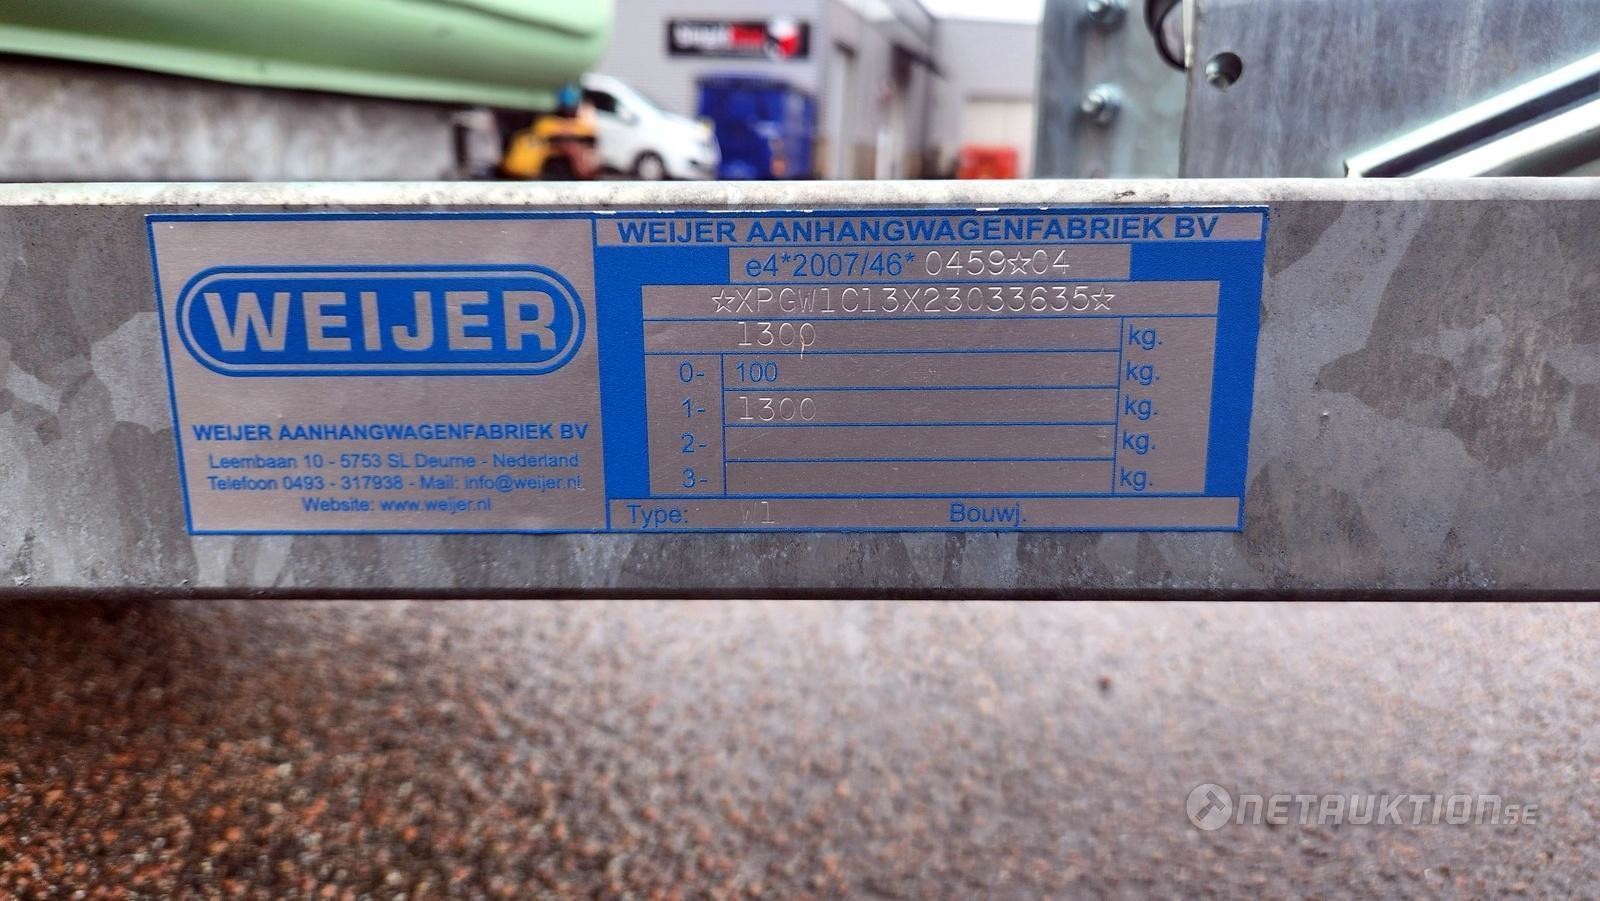 WEIJER
WEIJER AANHANGWAGENFABRIEK BV
Leembaan 10 - 5753 SL Deurne - Nederland
Telefoon 0493 - 317938 - Mail: info@weijer.nl
Website: www.weijer.nl
WEIJER AANHANGWAGENFABRIEK BV
e4*2007/46* 0459☆04
☆XPGW1C13X23033635☆
1300 kg.
0- 100 kg.
1- 1300 kg.
2- kg.
3- kg.
Type: W1 Bouwj.
NETAUKTION.SE